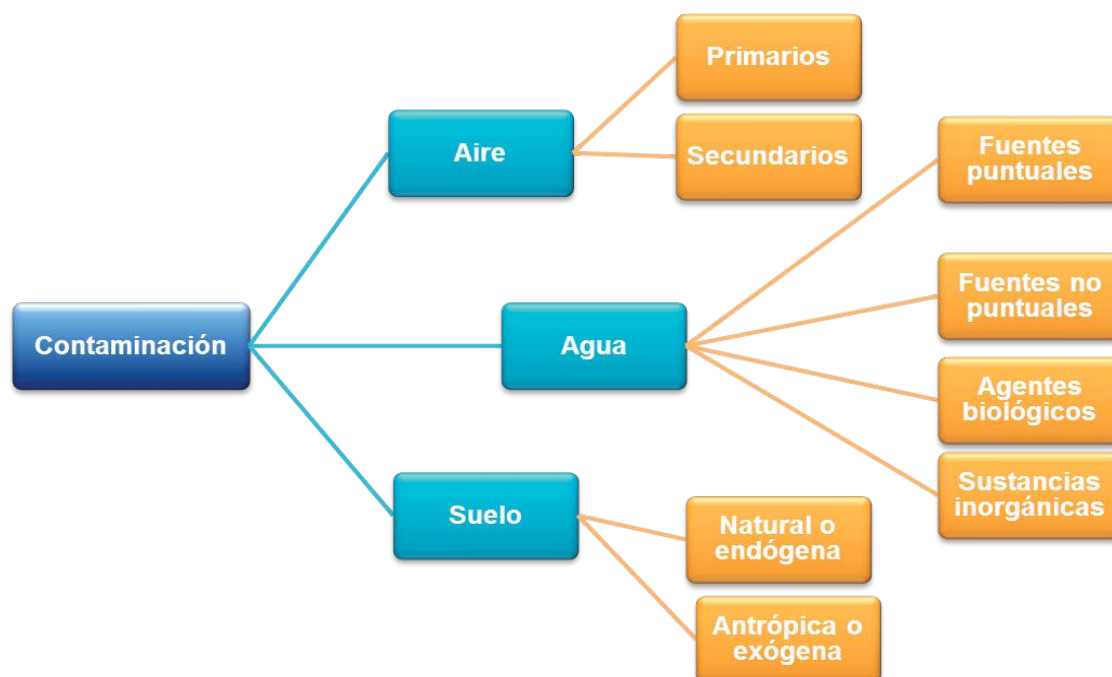 Contaminación
Aire
Primarios
Secundarios
Agua
Fuentes
puntuales
Fuentes no
puntuales
Agentes
biológicos
Sustancias
inorgánicas
Suelo
Natural o
endógena
Antrópica o
exógena